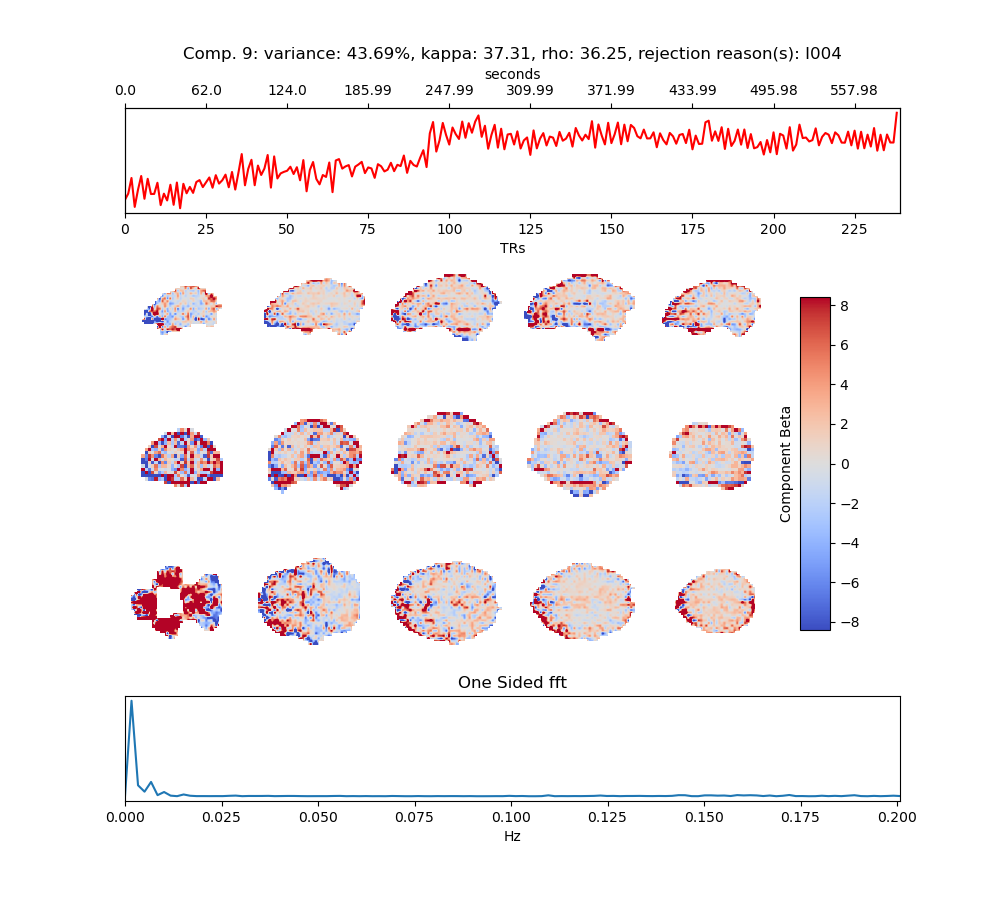 Comp. 9: variance: 43.69%, kappa: 37.31, rho: 36.25, rejection reason(s): I004
seconds
0.0 62.0 124.0 185.99 247.99 309.99 371.99 433.99 495.98 557.98
0 25 50 75 100 125 150 175 200 225
TRs
8
6
4
2
0
−2
−4
−6
−8
Component Beta
One Sided fft
0.000 0.025 0.050 0.075 0.100 0.125 0.150 0.175 0.200
Hz